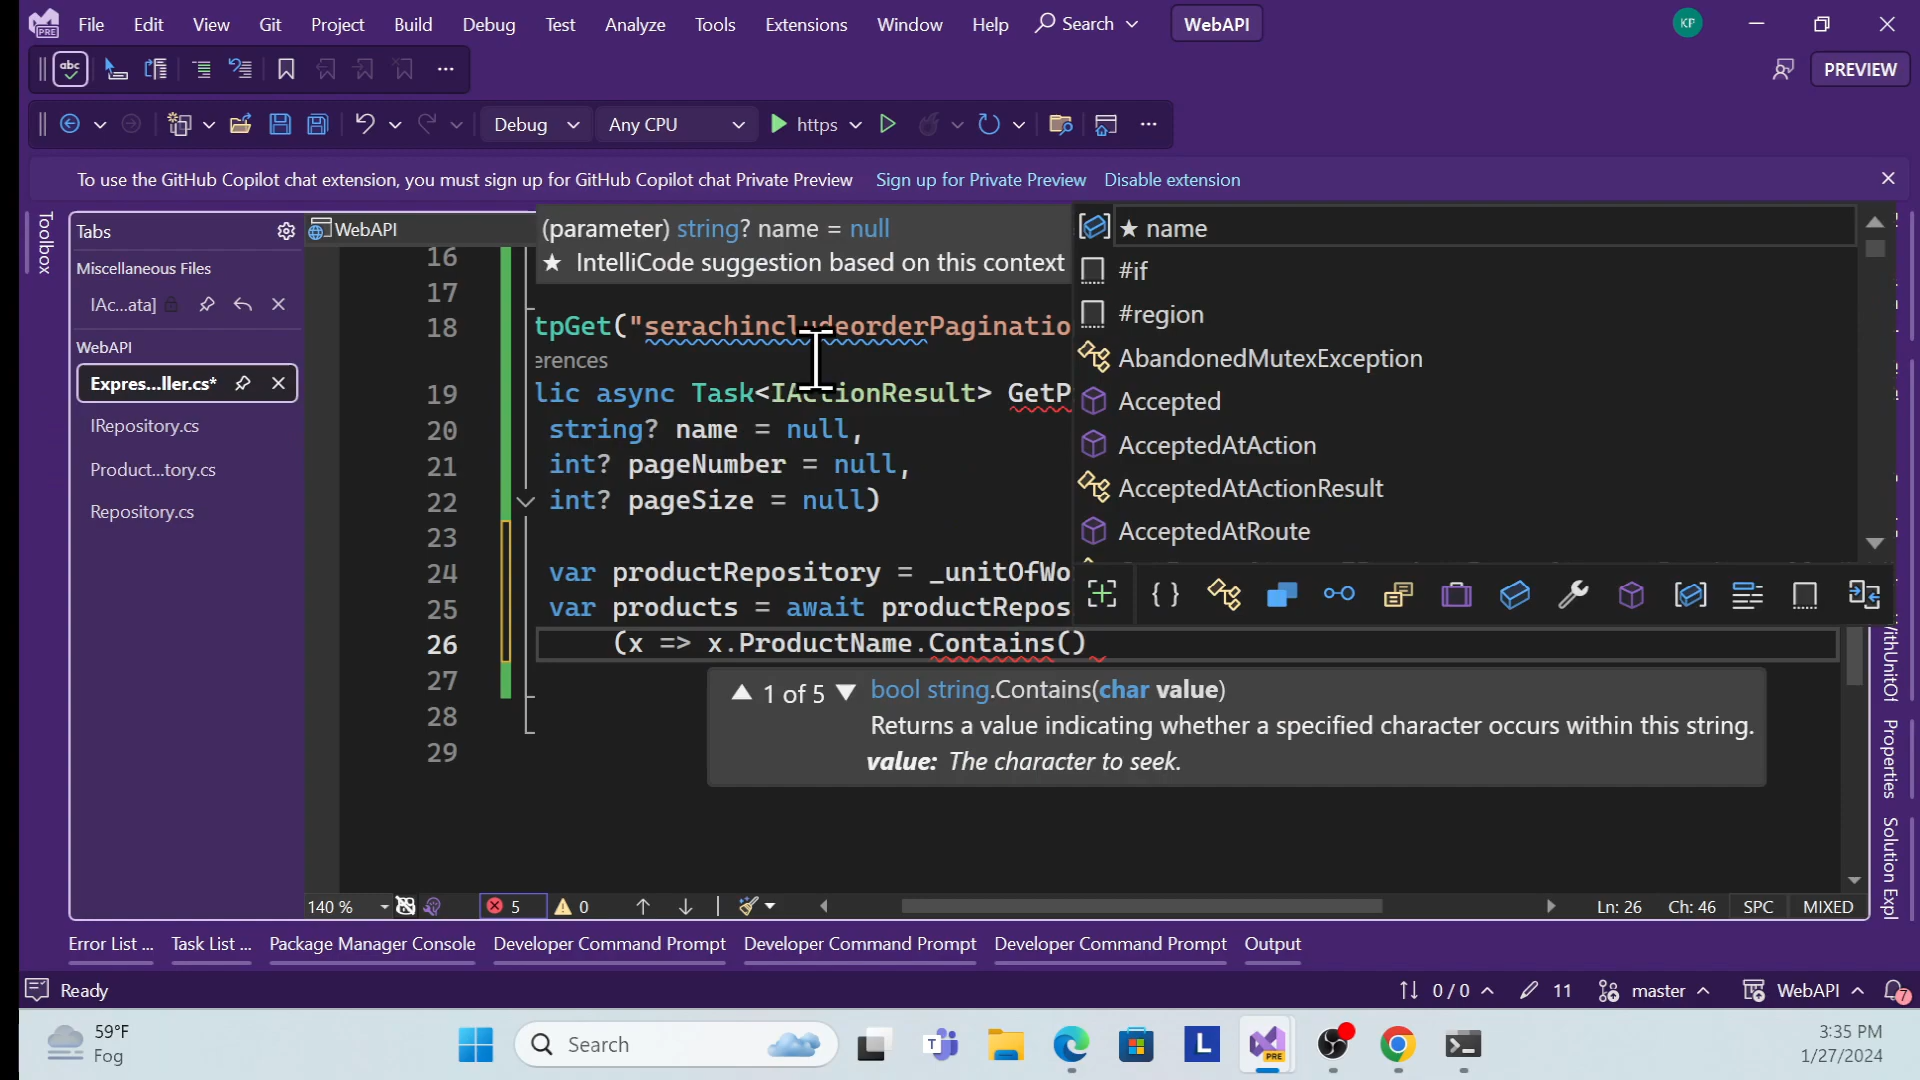 File Edit View Git Project Build Debug Test Analyze Tools Extensions Window Help Search WebAPI KP
PRE
abc PREVIEW
Debug Any CPU https
To use the GitHub Copilot chat extension, you must sign up for GitHub Copilot chat Private Preview Sign up for Private Preview Disable extension
Toolbox
Tabs
Miscellaneous Files
IAc...ata]
WebAPI
Expres...ller.cs*
IRepository.cs
Product...tory.cs
Repository.cs
WebAPI
(parameter) string? name = null
★ IntelliCode suggestion based on this context
★ name
#if
#region
AbandonedMutexException
Accepted
AcceptedAtAction
AcceptedAtActionResult
AcceptedAtRoute
16
17
18 tpGet("serachincludeorderPaginatio
erences
19 lic async Task<IActionResult> GetP
20 string? name = null,
21 int? pageNumber = null,
22 int? pageSize = null)
23
24 var productRepository = _unitOfWo
25 var products = await productRepos
26 (x => x.ProductName.Contains()
27
28
29
1 of 5 bool string.Contains(char value)
Returns a value indicating whether a specified character occurs within this string.
value: The character to seek.
WithUnitOf
Properties
Solution Expl
140 % 5 0 Ln: 26 Ch: 46 SPC MIXED
Error List ... Task List ... Package Manager Console Developer Command Prompt Developer Command Prompt Developer Command Prompt Output
Ready 0 / 0 11 master WebAPI 7
59°F
Fog
Search
T
L
PRE
3:35 PM
1/27/2024